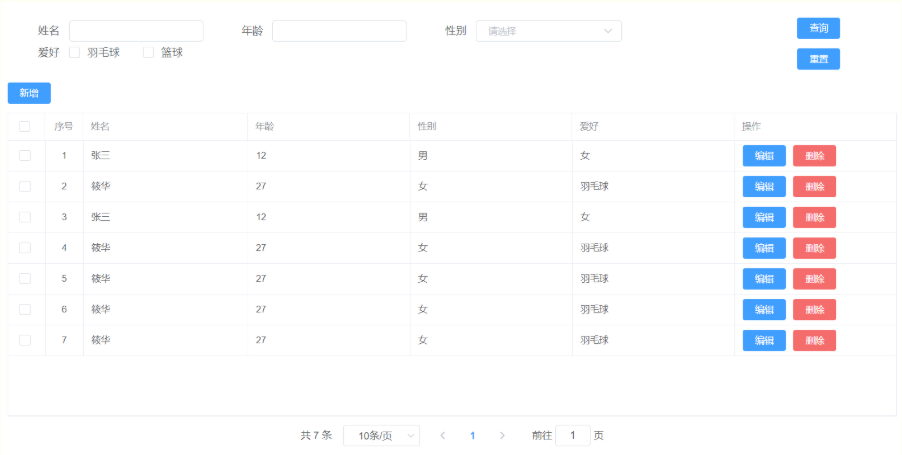 姓名 年龄 性别 请选择 查询
爱好 羽毛球 篮球 重置
新增
序号 姓名 年龄 性别 爱好 操作
1 张三 12 男 女 编辑 删除
2 筱华 27 女 羽毛球 编辑 删除
3 张三 12 男 女 编辑 删除
4 筱华 27 女 羽毛球 编辑 删除
5 筱华 27 女 羽毛球 编辑 删除
6 筱华 27 女 羽毛球 编辑 删除
7 筱华 27 女 羽毛球 编辑 删除
共 7 条 10条/页 1 前往 1 页